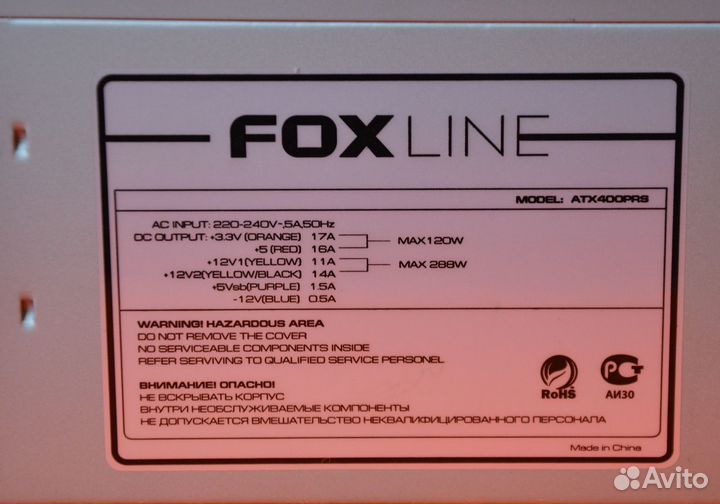 FOXLINE
MODEL: ATX400PRS
AC INPUT: 220-240V~,5A,50Hz
DC OUTPUT: +3.3V (ORANGE) 17A
+5 (RED) 16A
MAX120W
+12V1(YELLOW) 11A
+12V2(YELLOW/BLACK) 14A
MAX 288W
+5Vsb(PURPLE) 1.5A
-12V(BLUE) 0.5A
WARNING! HAZARDOUS AREA
DO NOT REMOVE THE COVER
NO SERVICEABLE COMPONENTS INSIDE
REFER SERVIVING TO QUALIFIED SERVICE PERSONEL
ВНИМАНИЕ! ОПАСНО!
НЕ ВСКРЫВАТЬ КОРПУС
ВНУТРИ НЕОБСЛУЖИВАЕМЫЕ КОМПОНЕНТЫ
НЕ ДОПУСКАЕТСЯ ВМЕШАТЕЛЬСТВО НЕКВАЛИФИЦИРОВАННОГО ПЕРСОНАЛА
RoHS
РСТ
АИ30
Made in China
Avito